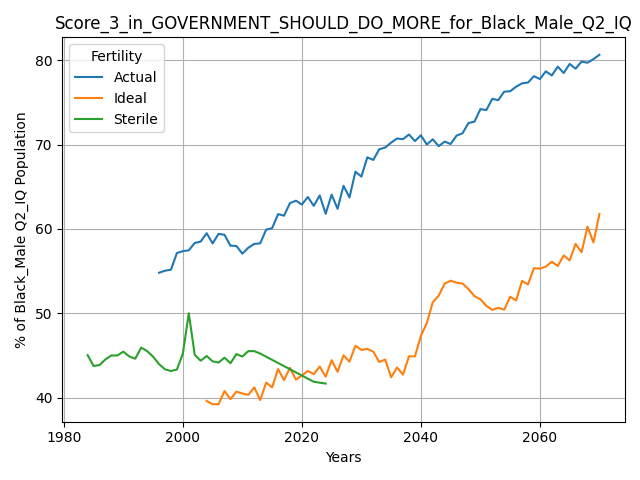 Score_3_in_GOVERNMENT_SHOULD_DO_MORE_for_Black_Male_Q2_IQ
Fertility
Actual
Ideal
Sterile
% of Black_Male Q2_IQ Population
80
70
60
50
40
1980
2000
2020
2040
2060
Years